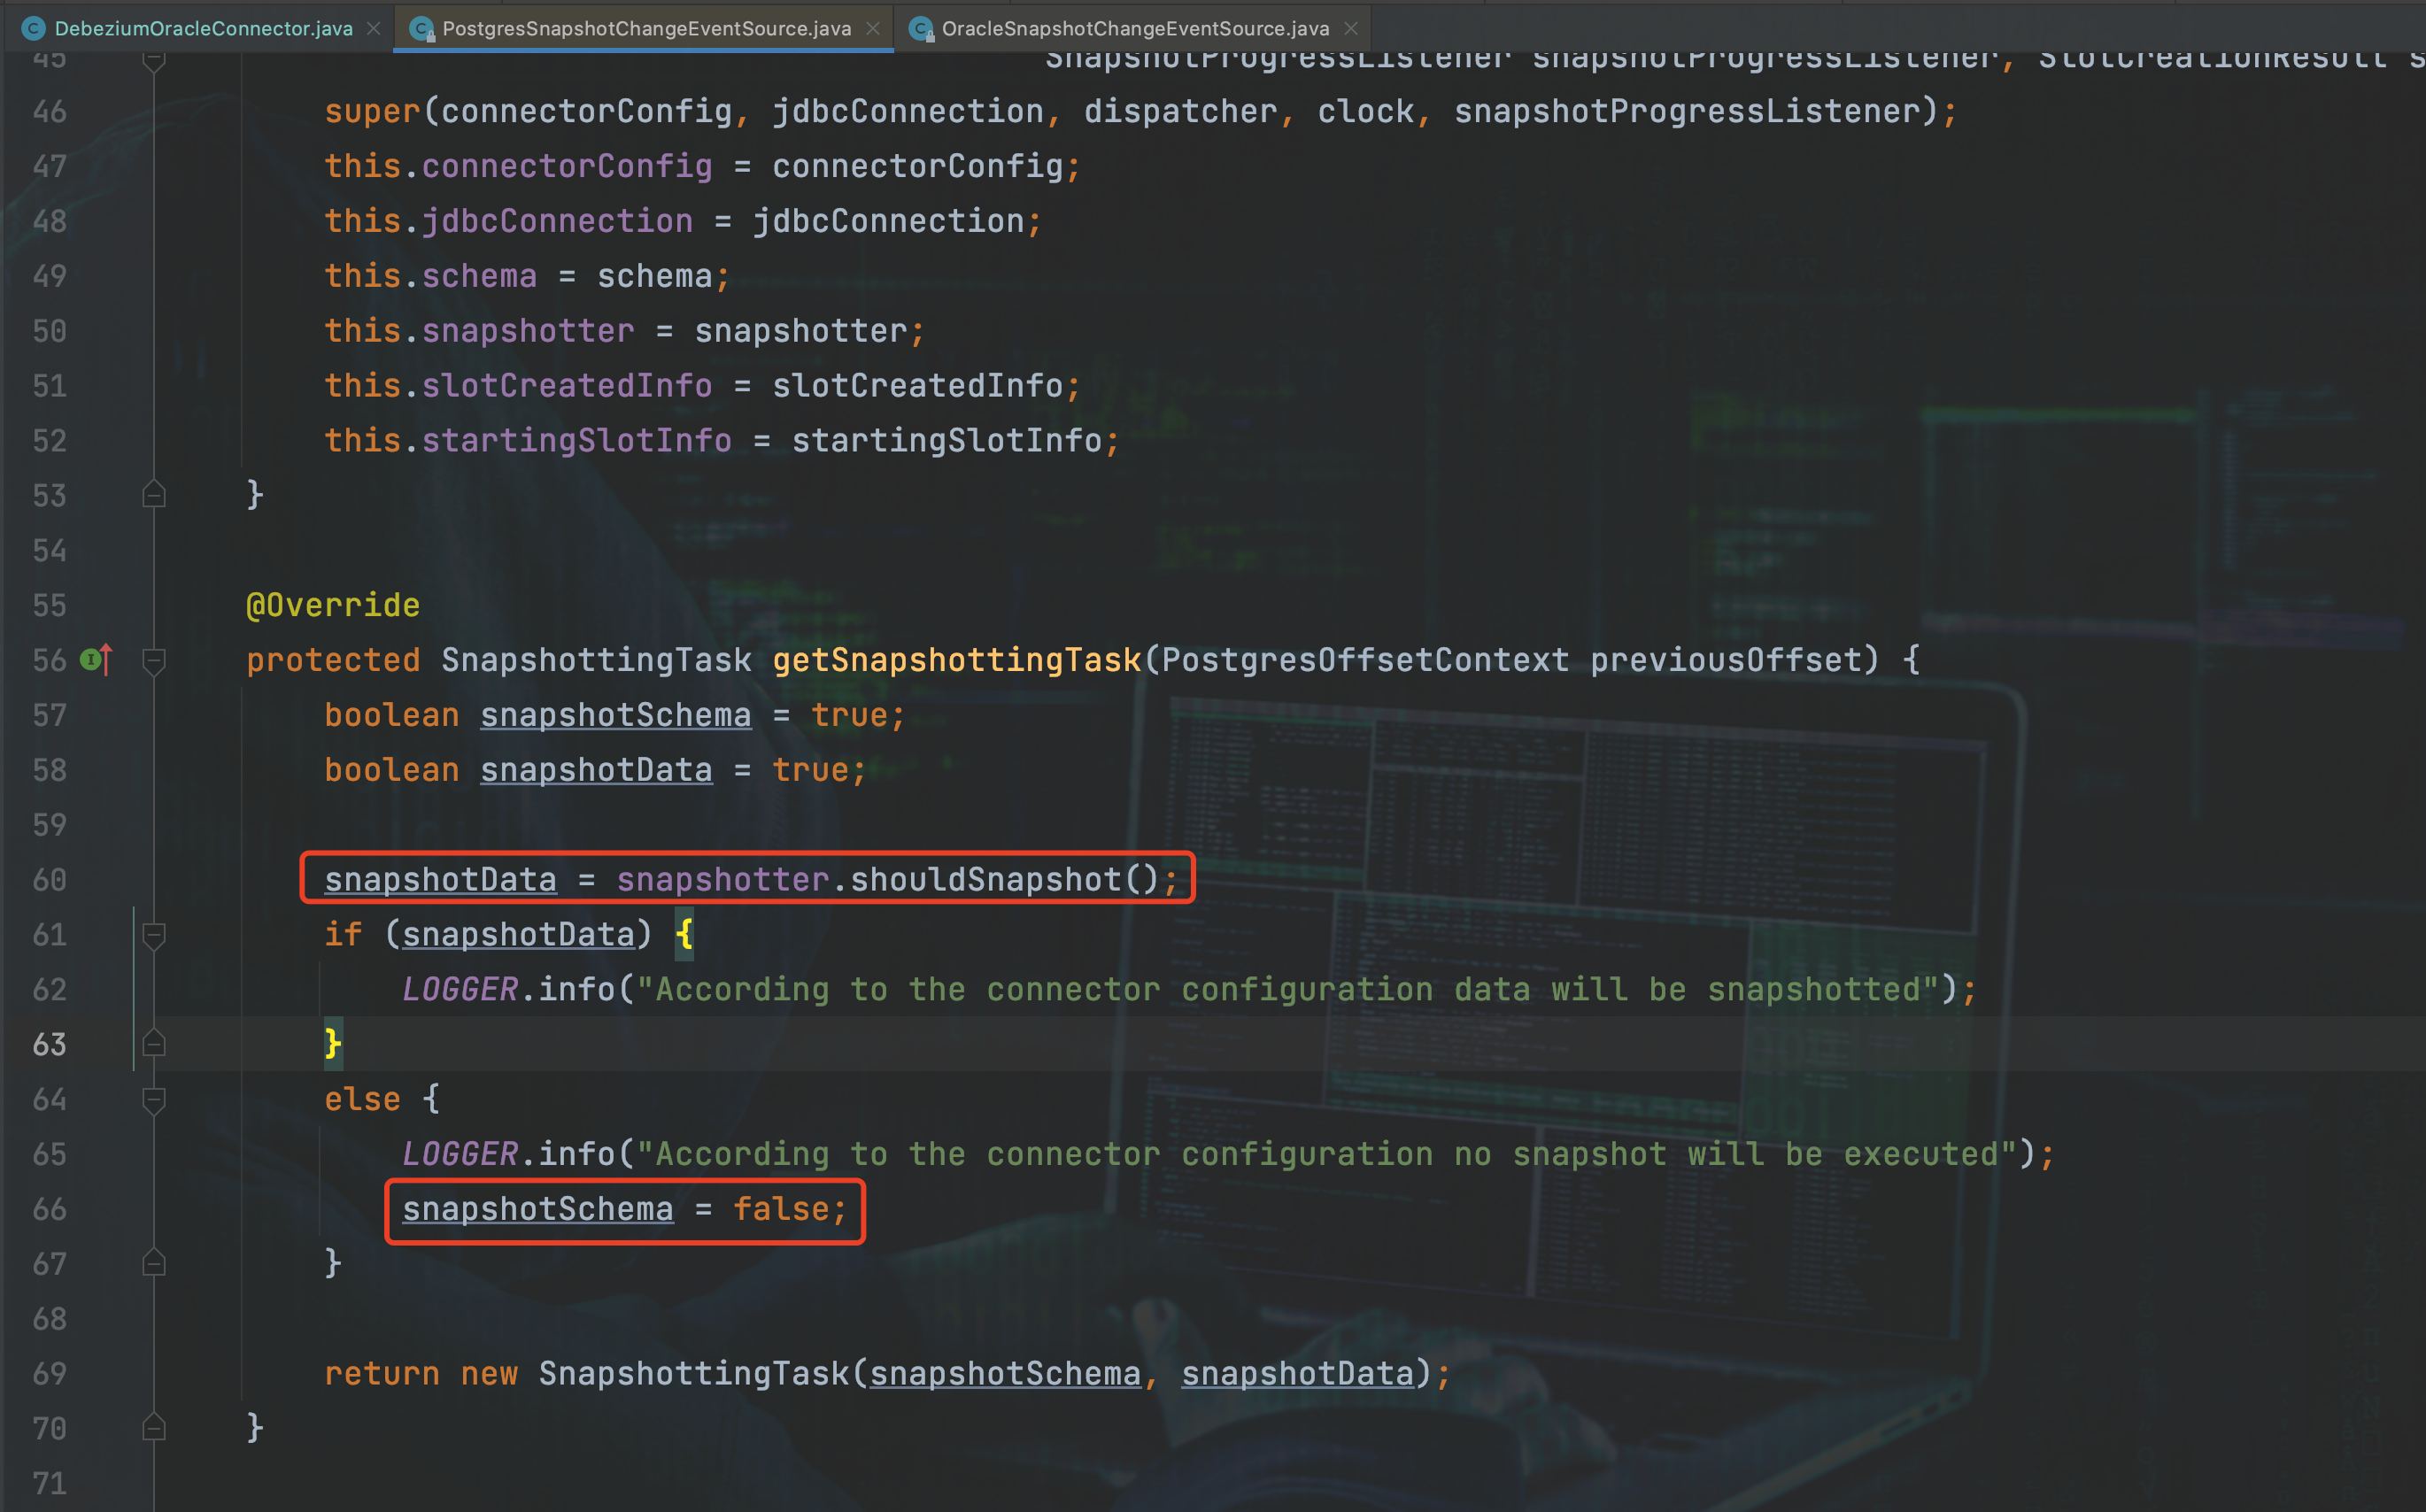 DebeziumOracleConnector.java PostgresSnapshotChangeEventSource.java OracleSnapshotChangeEventSource.java
45 SnapshotProgressListener snapshotProgressListener, SlotCreationResult s
46 super(connectorConfig, jdbcConnection, dispatcher, clock, snapshotProgressListener);
47 this.connectorConfig = connectorConfig;
48 this.jdbcConnection = jdbcConnection;
49 this.schema = schema;
50 this.snapshotter = snapshotter;
51 this.slotCreatedInfo = slotCreatedInfo;
52 this.startingSlotInfo = startingSlotInfo;
53 }
54
55 @Override
56 protected SnapshottingTask getSnapshottingTask(PostgresOffsetContext previousOffset) {
57 boolean snapshotSchema = true;
58 boolean snapshotData = true;
59
60 snapshotData = snapshotter.shouldSnapshot();
61 if (snapshotData) {
62 LOGGER.info("According to the connector configuration data will be snapshotted");
63 }
64 else {
65 LOGGER.info("According to the connector configuration no snapshot will be executed");
66 snapshotSchema = false;
67 }
68
69 return new SnapshottingTask(snapshotSchema, snapshotData);
70 }
71